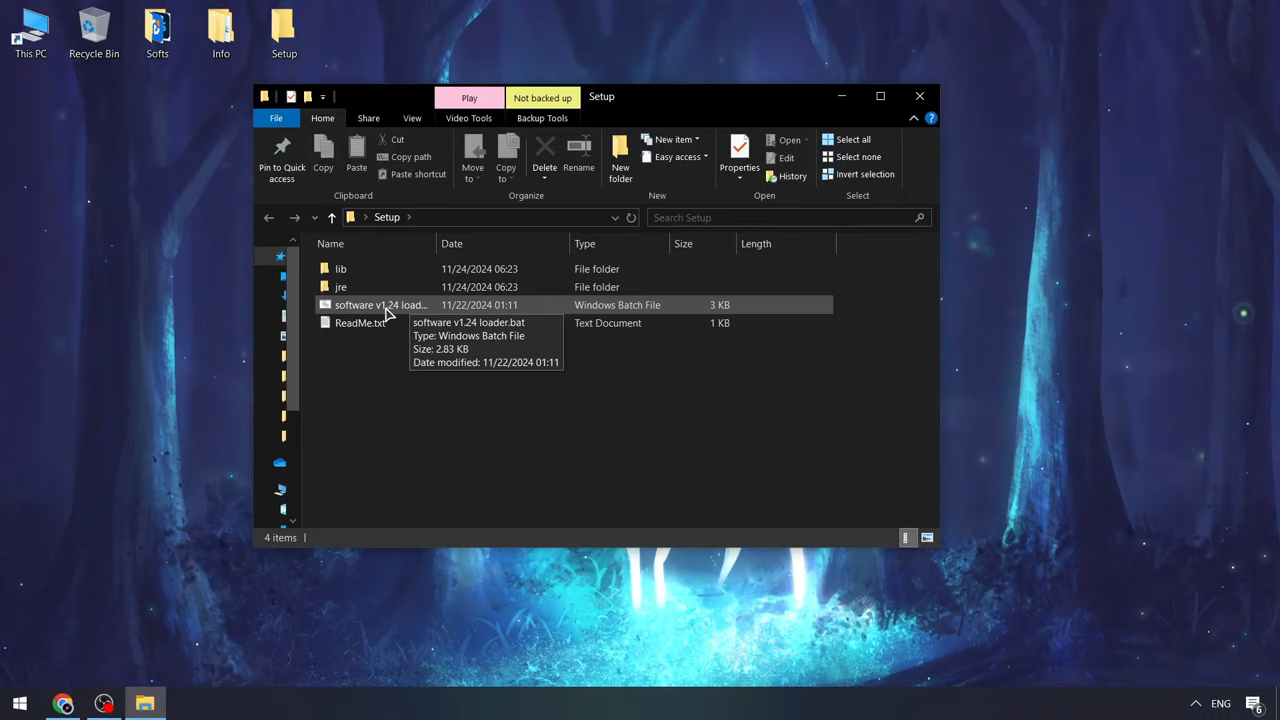 This PC
Recycle Bin
Softs
Info
Setup
Play
Not backed up
Setup
File
Home
Share
View
Video Tools
Backup Tools
Pin to Quick
access
Copy
Paste
Cut
Copy path
Paste shortcut
Clipboard
Move
to
Copy
to
Delete
Rename
Organize
New
folder
New item
Easy access
New
Properties
Open
Edit
History
Open
Select all
Select none
Invert selection
Select
Setup
Search Setup
Name
Date
Type
Size
Length
lib
11/24/2024 06:23
File folder
jre
11/24/2024 06:23
File folder
software v1.24 load...
11/22/2024 01:11
Windows Batch File
3 KB
ReadMe.txt
Text Document
1 KB
software v1.24 loader.bat
Type: Windows Batch File
Size: 2.83 KB
Date modified: 11/22/2024 01:11
4 items
ENG
6